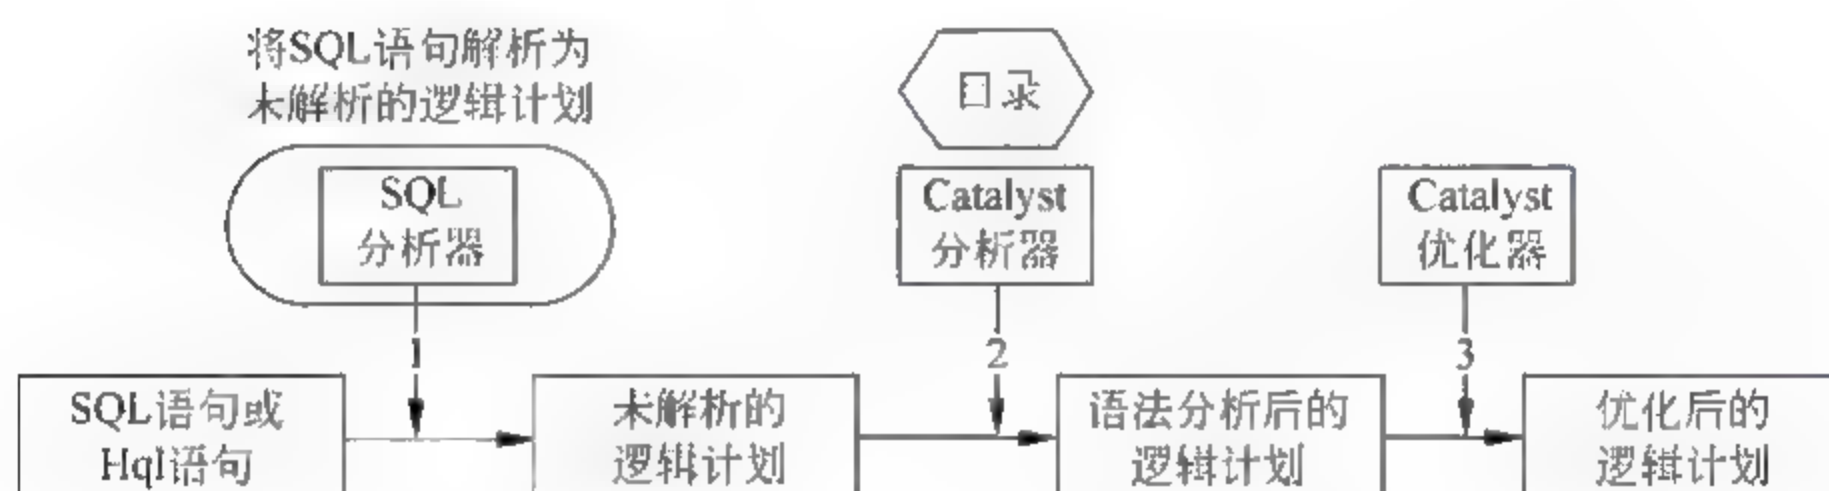 将SQL语句解析为
未解析的逻辑计划
目录
SQL
分析器
Catalyst
分析器
Catalyst
优化器
1
2
3
SQL语句或
Hql语句
未解析的
逻辑计划
语法分析后的
逻辑计划
优化后的
逻辑计划